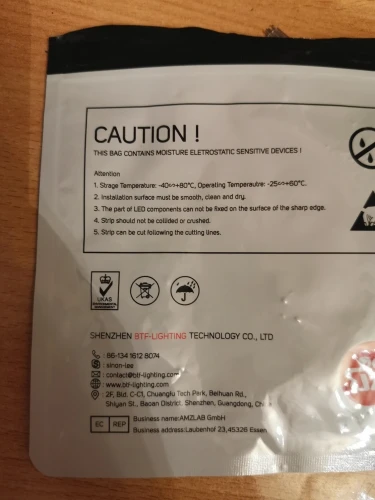 CAUTION !
THIS BAG CONTAINS MOISTURE ELETROSTATIC SENSITIVE DEVICES !
Attention
1. Strage Temperature: -40⇔+80°C, Operating Temperautre: -25⇔+60°C.
2. Installation surface must be smooth, clean and dry.
3. The part of LED components can not be fixed on the surface of the sharp edge.
4. Strip should not be collided or crushed.
5. Strip can be cut following the cutting lines.
UKAS
SHENZHEN BTF-LIGHTING TECHNOLOGY CO., LTD
: 86-134 1612 8074
: sinon-lee
: contact@btf-lighting.com
: www.btf-lighting.com
: 2F, Bld. C-C1, Chuangfu Tech Park, Beihuan Rd.,
Shiyan St., Baoan District. Shenzhen, Guangdong,
EC REP
Business name:AMZLAB GmbH
Business address:Laubenhof 23,45326 Essen